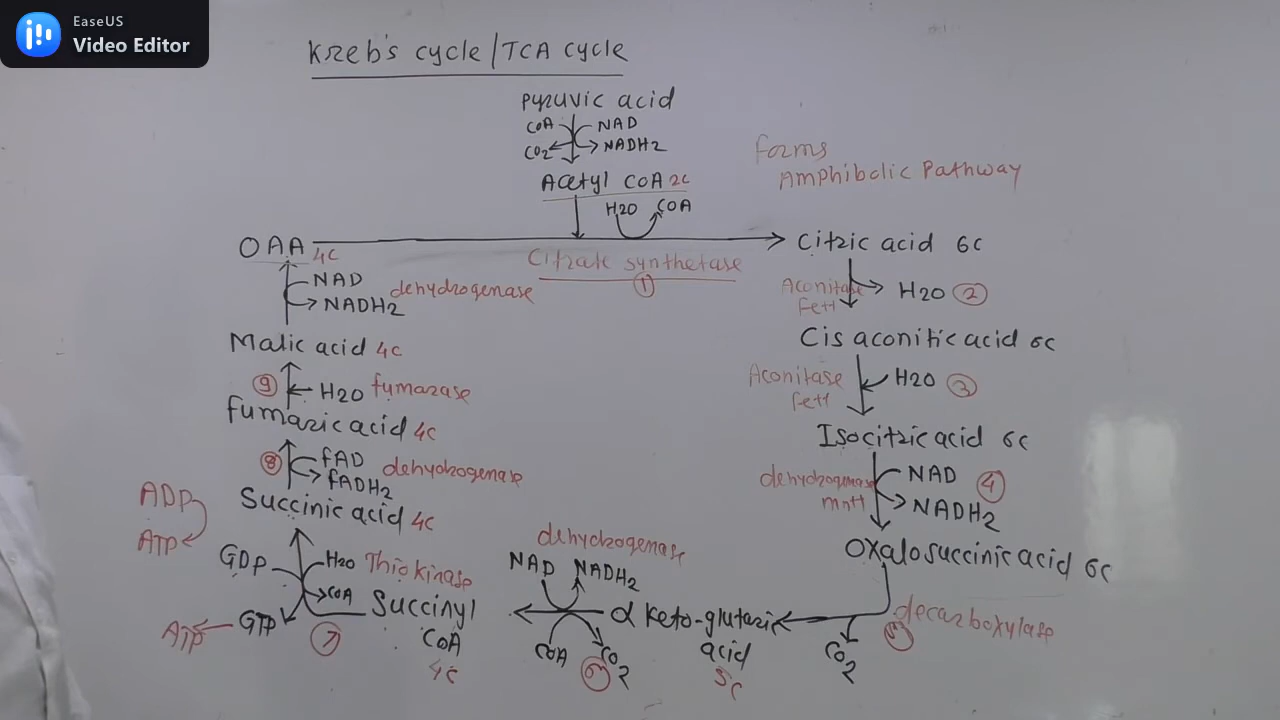 EaseUS
Video Editor
Kreb's cycle/TCA cycle
Pyruvic acid
CoA NAD
CO2 NADH2
Acetyl CoA 2C
H2O COA
Forms
Amphibolic Pathway
OAA 4C
Citrate synthetase
1
Citric acid 6C
Aconitase
Fe++
H2O 2
Cis aconitic acid 6C
Aconitase
Fe++
H2O 3
Isocitric acid 6C
dehydrogenase
mn++
NAD
NADH2
4
Oxalosuccinic acid 6C
decarboxylase
5
CO2
α keto-glutaric
acid
5C
dehydrogenase
NAD NADH2
CoA CO2
6
Succinyl
CoA
4C
7
H2O Thiokinase
CoA
GDP
GTP
ATP
ADP
ATP
Succinic acid 4C
8
FAD
FADH2
dehydrogenase
Fumaric acid 4C
9
H2O fumarase
Malic acid 4C
NAD
NADH2
dehydrogenase